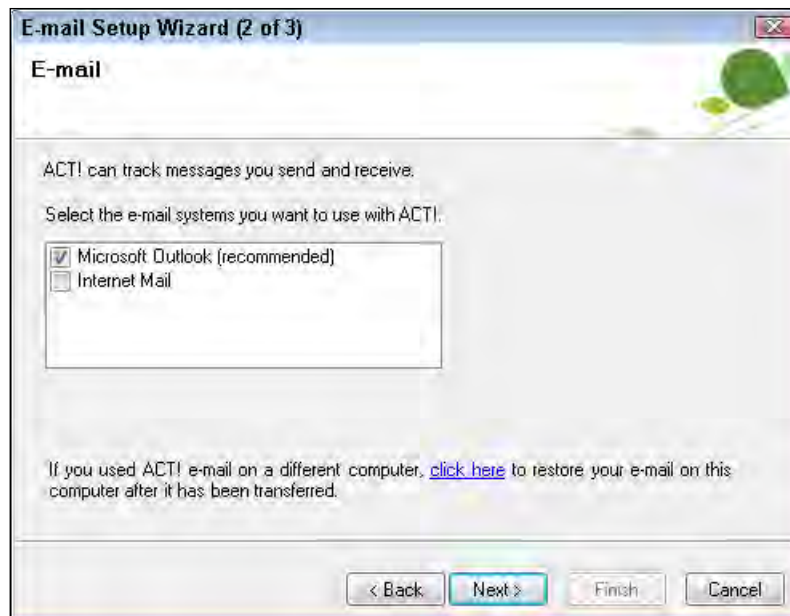 E-mail Setup Wizard (2 of 3)
E-mail
ACT! can track messages you send and receive.
Select the e-mail systems you want to use with ACT!.
Microsoft Outlook (recommended)
Internet Mail
If you used ACT! e-mail on a different computer, click here to restore your e-mail on this
computer after it has been transferred.
< Back Next > Finish Cancel